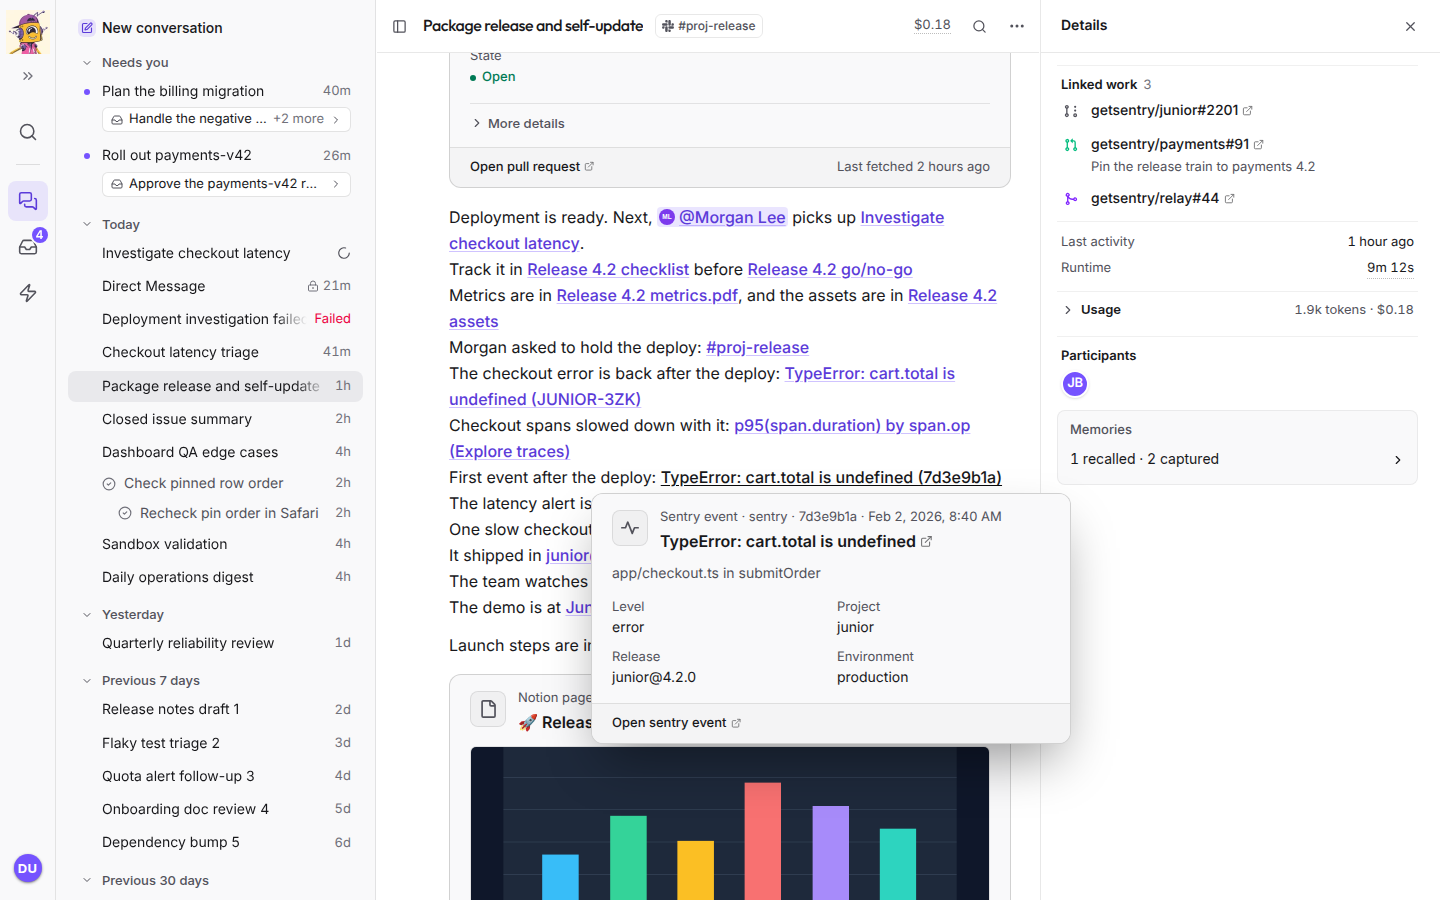 New conversation
Needs you
Plan the billing migration 40m
Handle the negative ... +2 more
Roll out payments-v42 26m
Approve the payments-v42 r...
Today
Investigate checkout latency
Direct Message 21m
Deployment investigation failed Failed
Checkout latency triage 41m
Package release and self-update 1h
Closed issue summary 2h
Dashboard QA edge cases 4h
Check pinned row order 2h
Recheck pin order in Safari 2h
Sandbox validation 4h
Daily operations digest 4h
Yesterday
Quarterly reliability review 1d
Previous 7 days
Release notes draft 1 2d
Flaky test triage 2 3d
Quota alert follow-up 3 4d
Onboarding doc review 4 5d
Dependency bump 5 6d
Previous 30 days
4
DU
Package release and self-update #proj-release $0.18
State
Open
More details
Open pull request Last fetched 2 hours ago
Deployment is ready. Next, ML @Morgan Lee picks up Investigate
checkout latency.
Track it in Release 4.2 checklist before Release 4.2 go/no-go
Metrics are in Release 4.2 metrics.pdf, and the assets are in Release 4.2
assets
Morgan asked to hold the deploy: #proj-release
The checkout error is back after the deploy: TypeError: cart.total is
undefined (JUNIOR-3ZK)
Checkout spans slowed down with it: p95(span.duration) by span.op
(Explore traces)
First event after the deploy: TypeError: cart.total is undefined (7d3e9b1a)
The latency alert is
One slow checkout
It shipped in junior
The team watches
The demo is at Jun
Launch steps are in
Notion page
🚀 Releas
Sentry event · sentry · 7d3e9b1a · Feb 2, 2026, 8:40 AM
TypeError: cart.total is undefined
app/checkout.ts in submitOrder
Level Project
error junior
Release Environment
junior@4.2.0 production
Open sentry event
Details
Linked work 3
getsentry/junior#2201
getsentry/payments#91
Pin the release train to payments 4.2
getsentry/relay#44
Last activity 1 hour ago
Runtime 9m 12s
Usage 1.9k tokens · $0.18
Participants
JB
Memories
1 recalled · 2 captured